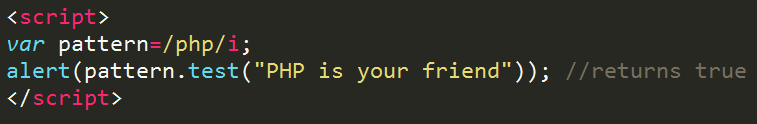 <script>
var pattern=/php/i;
alert(pattern.test("PHP is your friend")); //returns true
</script>